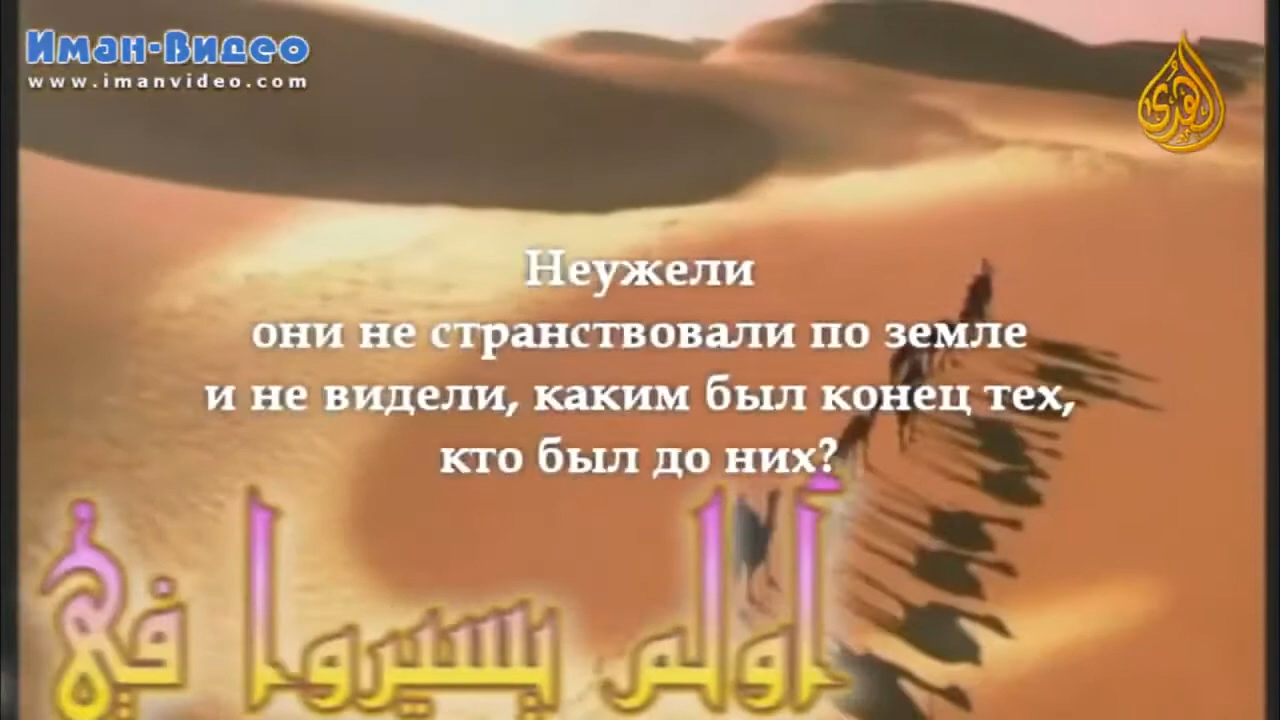 Иман-Видео
www.imanvideo.com
Неужели
они не странствовали по земле
и не видели, каким был конец тех,
кто был до них?
أولم يسيروا في